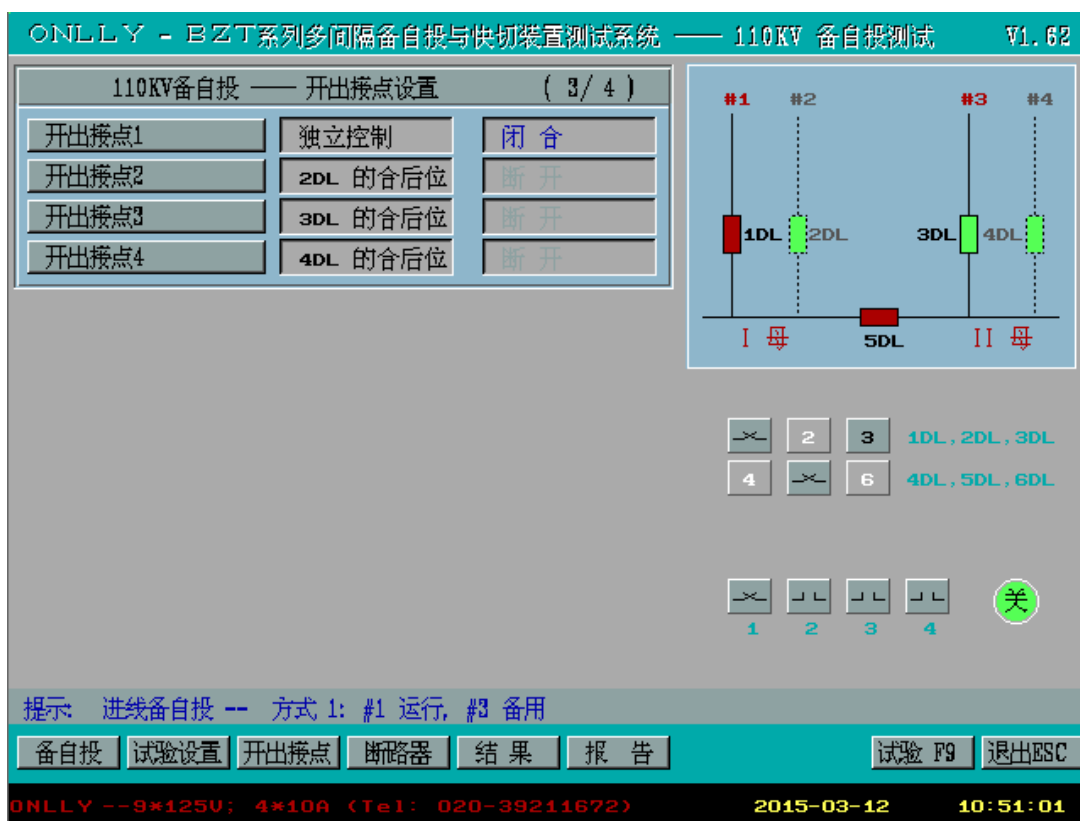 ONLLY - BZT系列多间隔备自投与快切装置测试系统 —— 110KV 备自投测试 V1.62
110KV备自投 —— 开出接点设置 ( 3/ 4 )
开出接点1 独立控制 闭 合
开出接点2 2DL 的合后位 断 开
开出接点3 3DL 的合后位 断 开
开出接点4 4DL 的合后位 断 开
#1 #2 #3 #4
1DL 2DL 3DL 4DL
I 母 5DL II 母
2 3 1DL,2DL,3DL
4 6 4DL,5DL,6DL
关
1 2 3 4
提示: 进线备自投 -- 方式 1: #1 运行, #3 备用
备自投 试验设置 开出接点 断路器 结 果 报 告 试验 F9 退出ESC
ONLLY --9*125V; 4*10A (Tel: 020-39211672) 2015-03-12 10:51:01